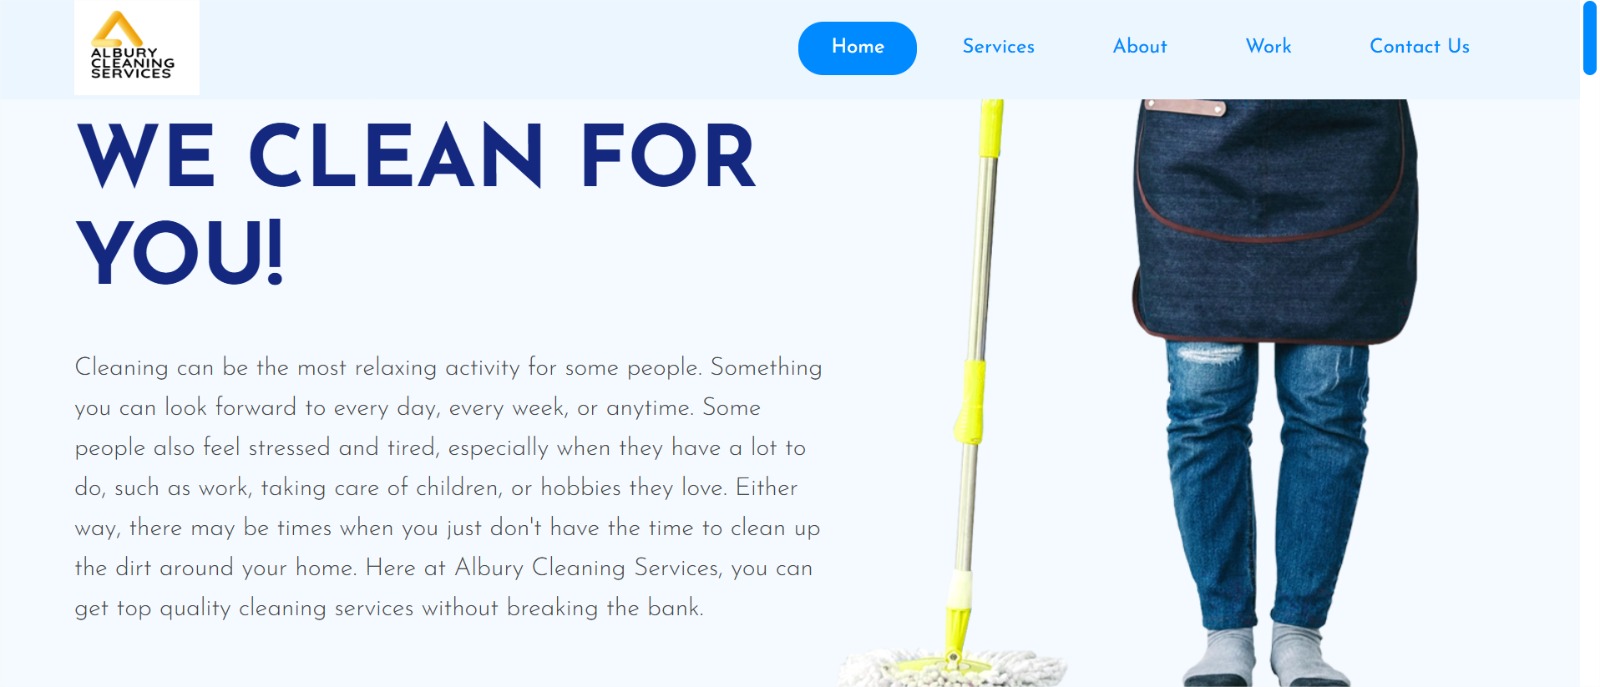 ALBURY
CLEANING
SERVICES
Home
Services
About
Work
Contact Us
WE CLEAN FOR
YOU!
Cleaning can be the most relaxing activity for some people. Something
you can look forward to every day, every week, or anytime. Some
people also feel stressed and tired, especially when they have a lot to
do, such as work, taking care of children, or hobbies they love. Either
way, there may be times when you just don't have the time to clean up
the dirt around your home. Here at Albury Cleaning Services, you can
get top quality cleaning services without breaking the bank.